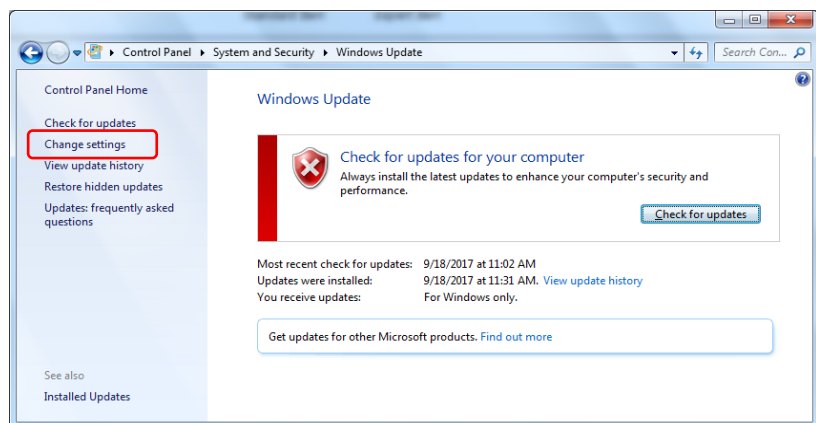 Control Panel ▸ System and Security ▸ Windows Update
Search Con...
Control Panel Home
Check for updates
Change settings
View update history
Restore hidden updates
Updates: frequently asked
questions
See also
Installed Updates
Windows Update
Check for updates for your computer
Always install the latest updates to enhance your computer's security and
performance.
Check for updates
Most recent check for updates: 9/18/2017 at 11:02 AM
Updates were installed: 9/18/2017 at 11:31 AM. View update history
You receive updates: For Windows only.
Get updates for other Microsoft products. Find out more